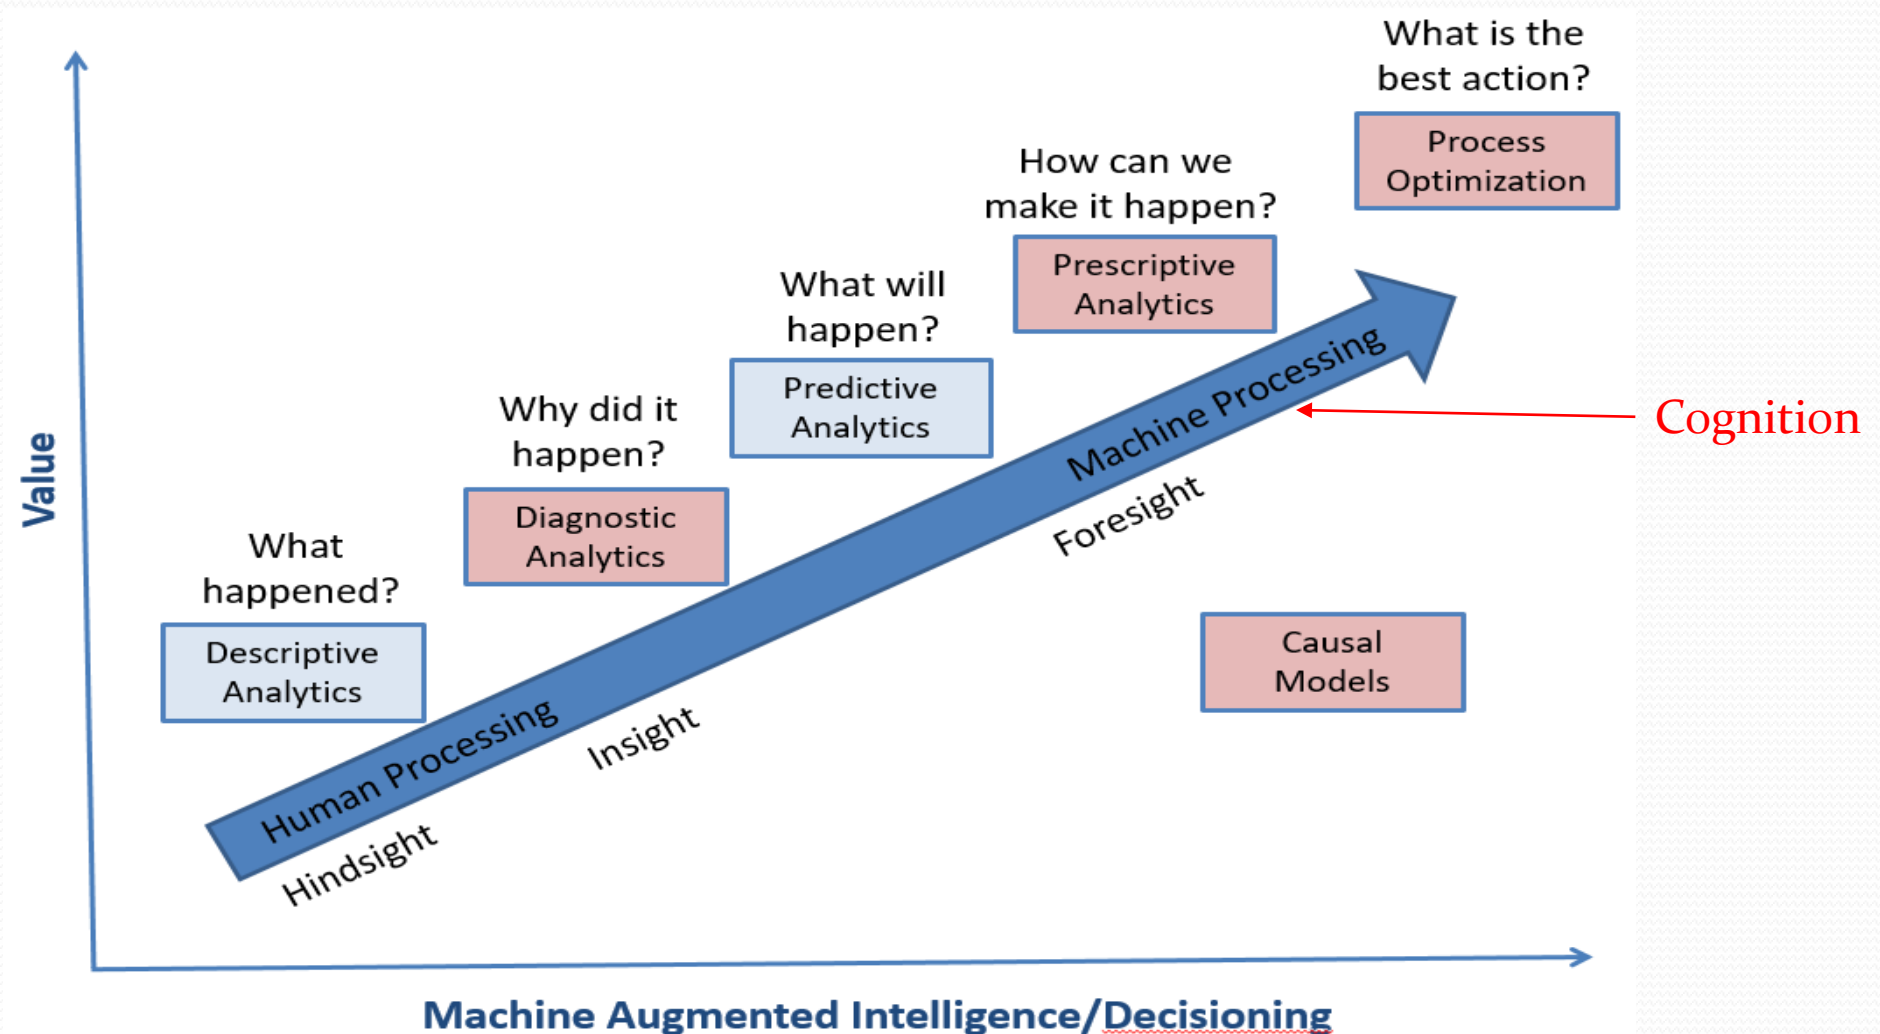 What is the
best action?
Process
Optimization
How can we
make it happen?
Prescriptive
Analytics
What will
happen?
Predictive
Analytics
Why did it
happen?
Diagnostic
Analytics
What
happened?
Descriptive
Analytics
Value
Human Processing
Machine Processing
Hindsight
Insight
Foresight
Cognition
Causal
Models
Machine Augmented Intelligence/Decisioning